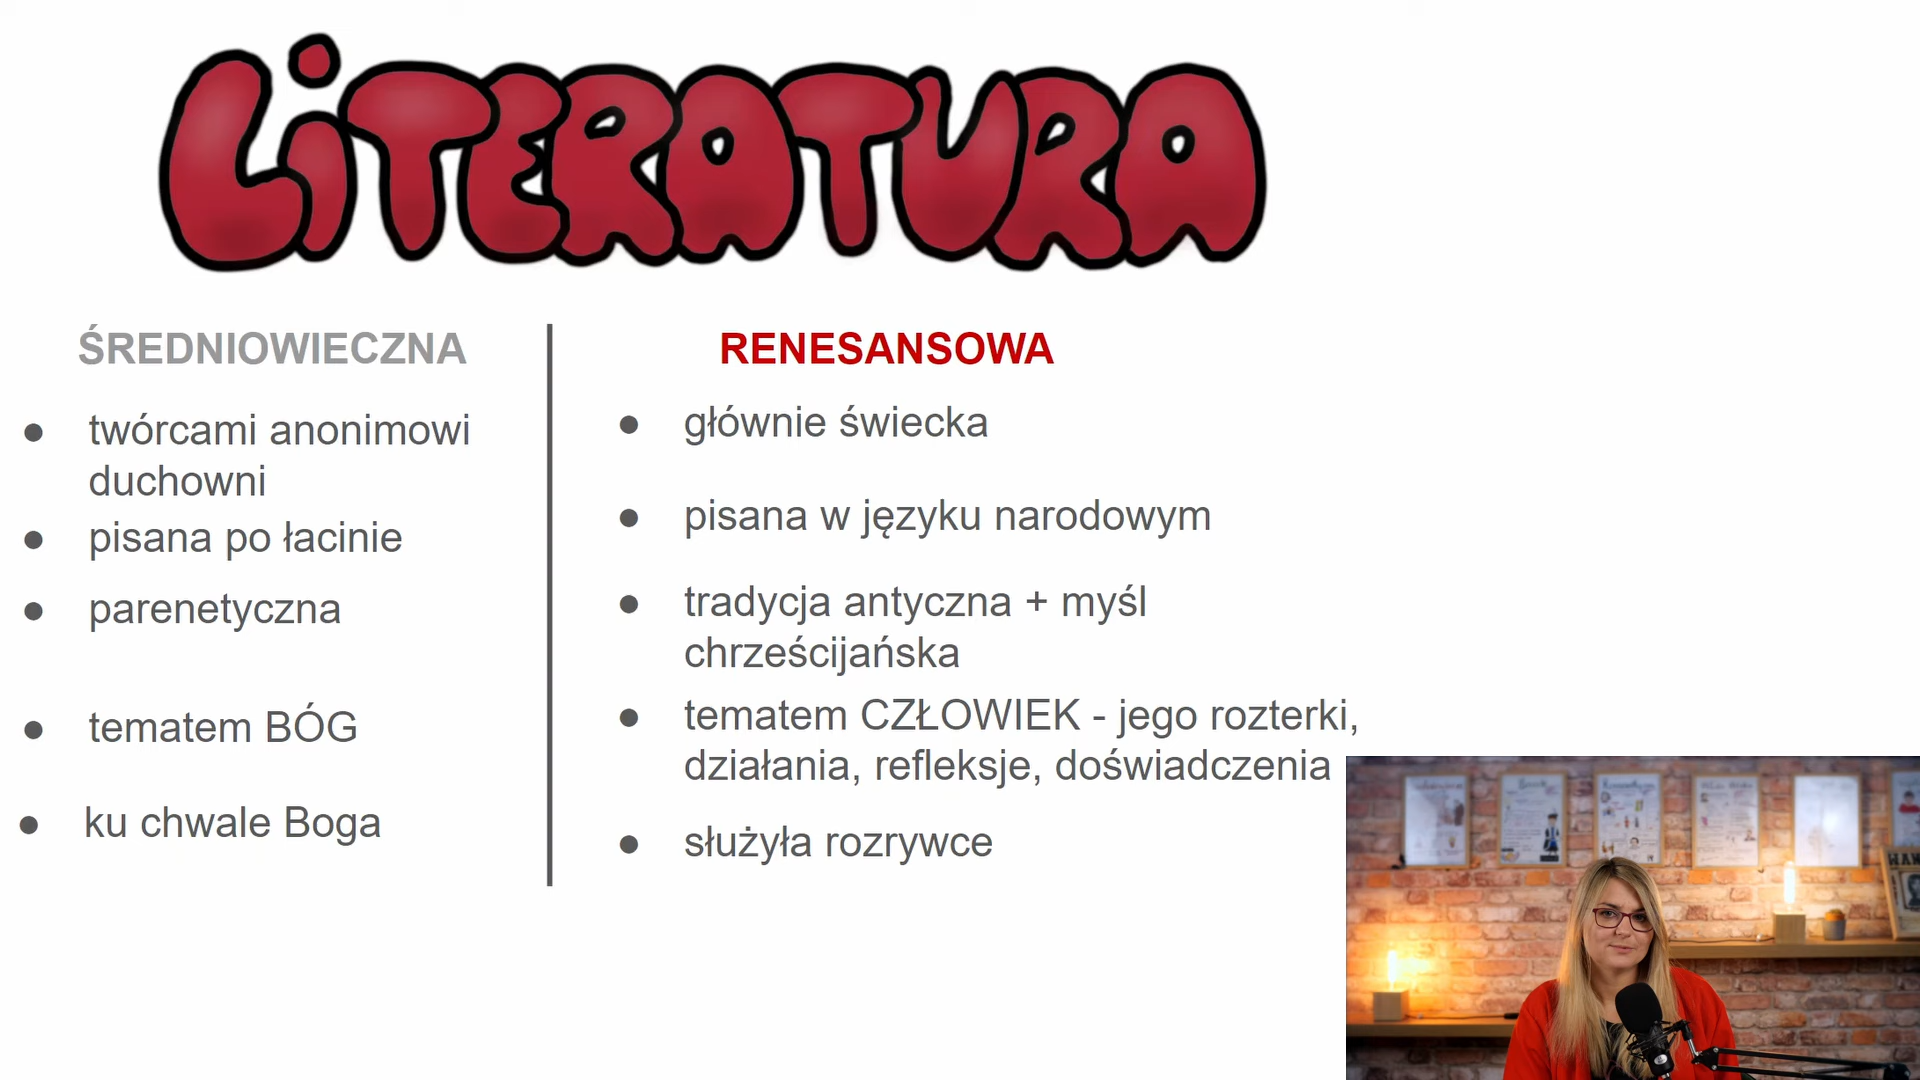 LiTERATURA
ŚREDNIOWIECZNA
● twórcami anonimowi
duchowni
● pisana po łacinie
● parenetyczna
● tematem BÓG
● ku chwale Boga
RENESANSOWA
● głównie świecka
● pisana w języku narodowym
● tradycja antyczna + myśl
chrześcijańska
● tematem CZŁOWIEK - jego rozterki,
działania, refleksje, doświadczenia
● służyła rozrywce